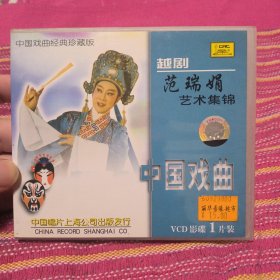 中国戏曲经典珍藏版
CRC
越剧
范瑞娟
艺术集锦
中国戏曲
中国唱片上海公司出版发行
CHINA RECORD SHANGHAI CO.
VCD影碟1片装